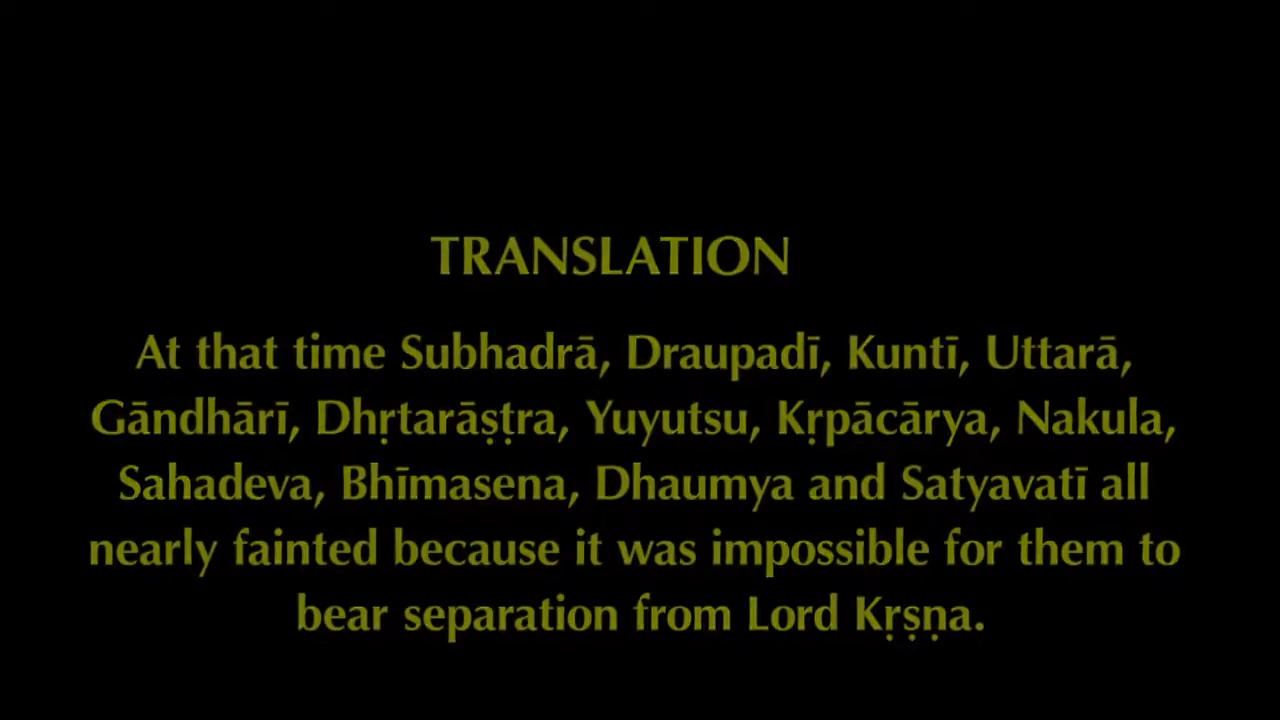 TRANSLATION
At that time Subhadrā, Draupadī, Kuntī, Uttarā,
Gāndhārī, Dhṛtarāṣṭra, Yuyutsu, Kṛpācārya, Nakula,
Sahadeva, Bhīmasena, Dhaumya and Satyavatī all
nearly fainted because it was impossible for them to
bear separation from Lord Kṛṣṇa.